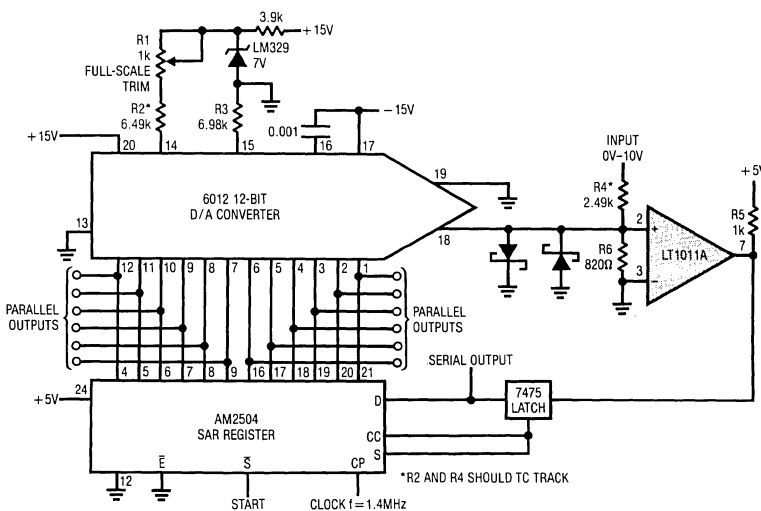 3.9k
+15V
R1
1k
FULL-SCALE
TRIM
LM329
7V
R2*
6.49k
R3
6.98k
0.001
−15V
+15V
20
14
15
16
17
INPUT
0V–10V
+5V
19
R4*
2.49k
R5
1k
6012 12-BIT
D/A CONVERTER
13
18
2
+
LT1011A
7
R6
820Ω
3
−
12
11
10
9
8
7
6
5
4
3
2
1
PARALLEL
OUTPUTS
PARALLEL
OUTPUTS
SERIAL OUTPUT
4
5
6
7
8
9
16
17
18
19
20
21
24
+5V
D
7475
LATCH
AM2504
SAR REGISTER
CC
S
12
E̅
S̅
CP
*R2 AND R4 SHOULD TC TRACK
START
CLOCK f = 1.4MHz